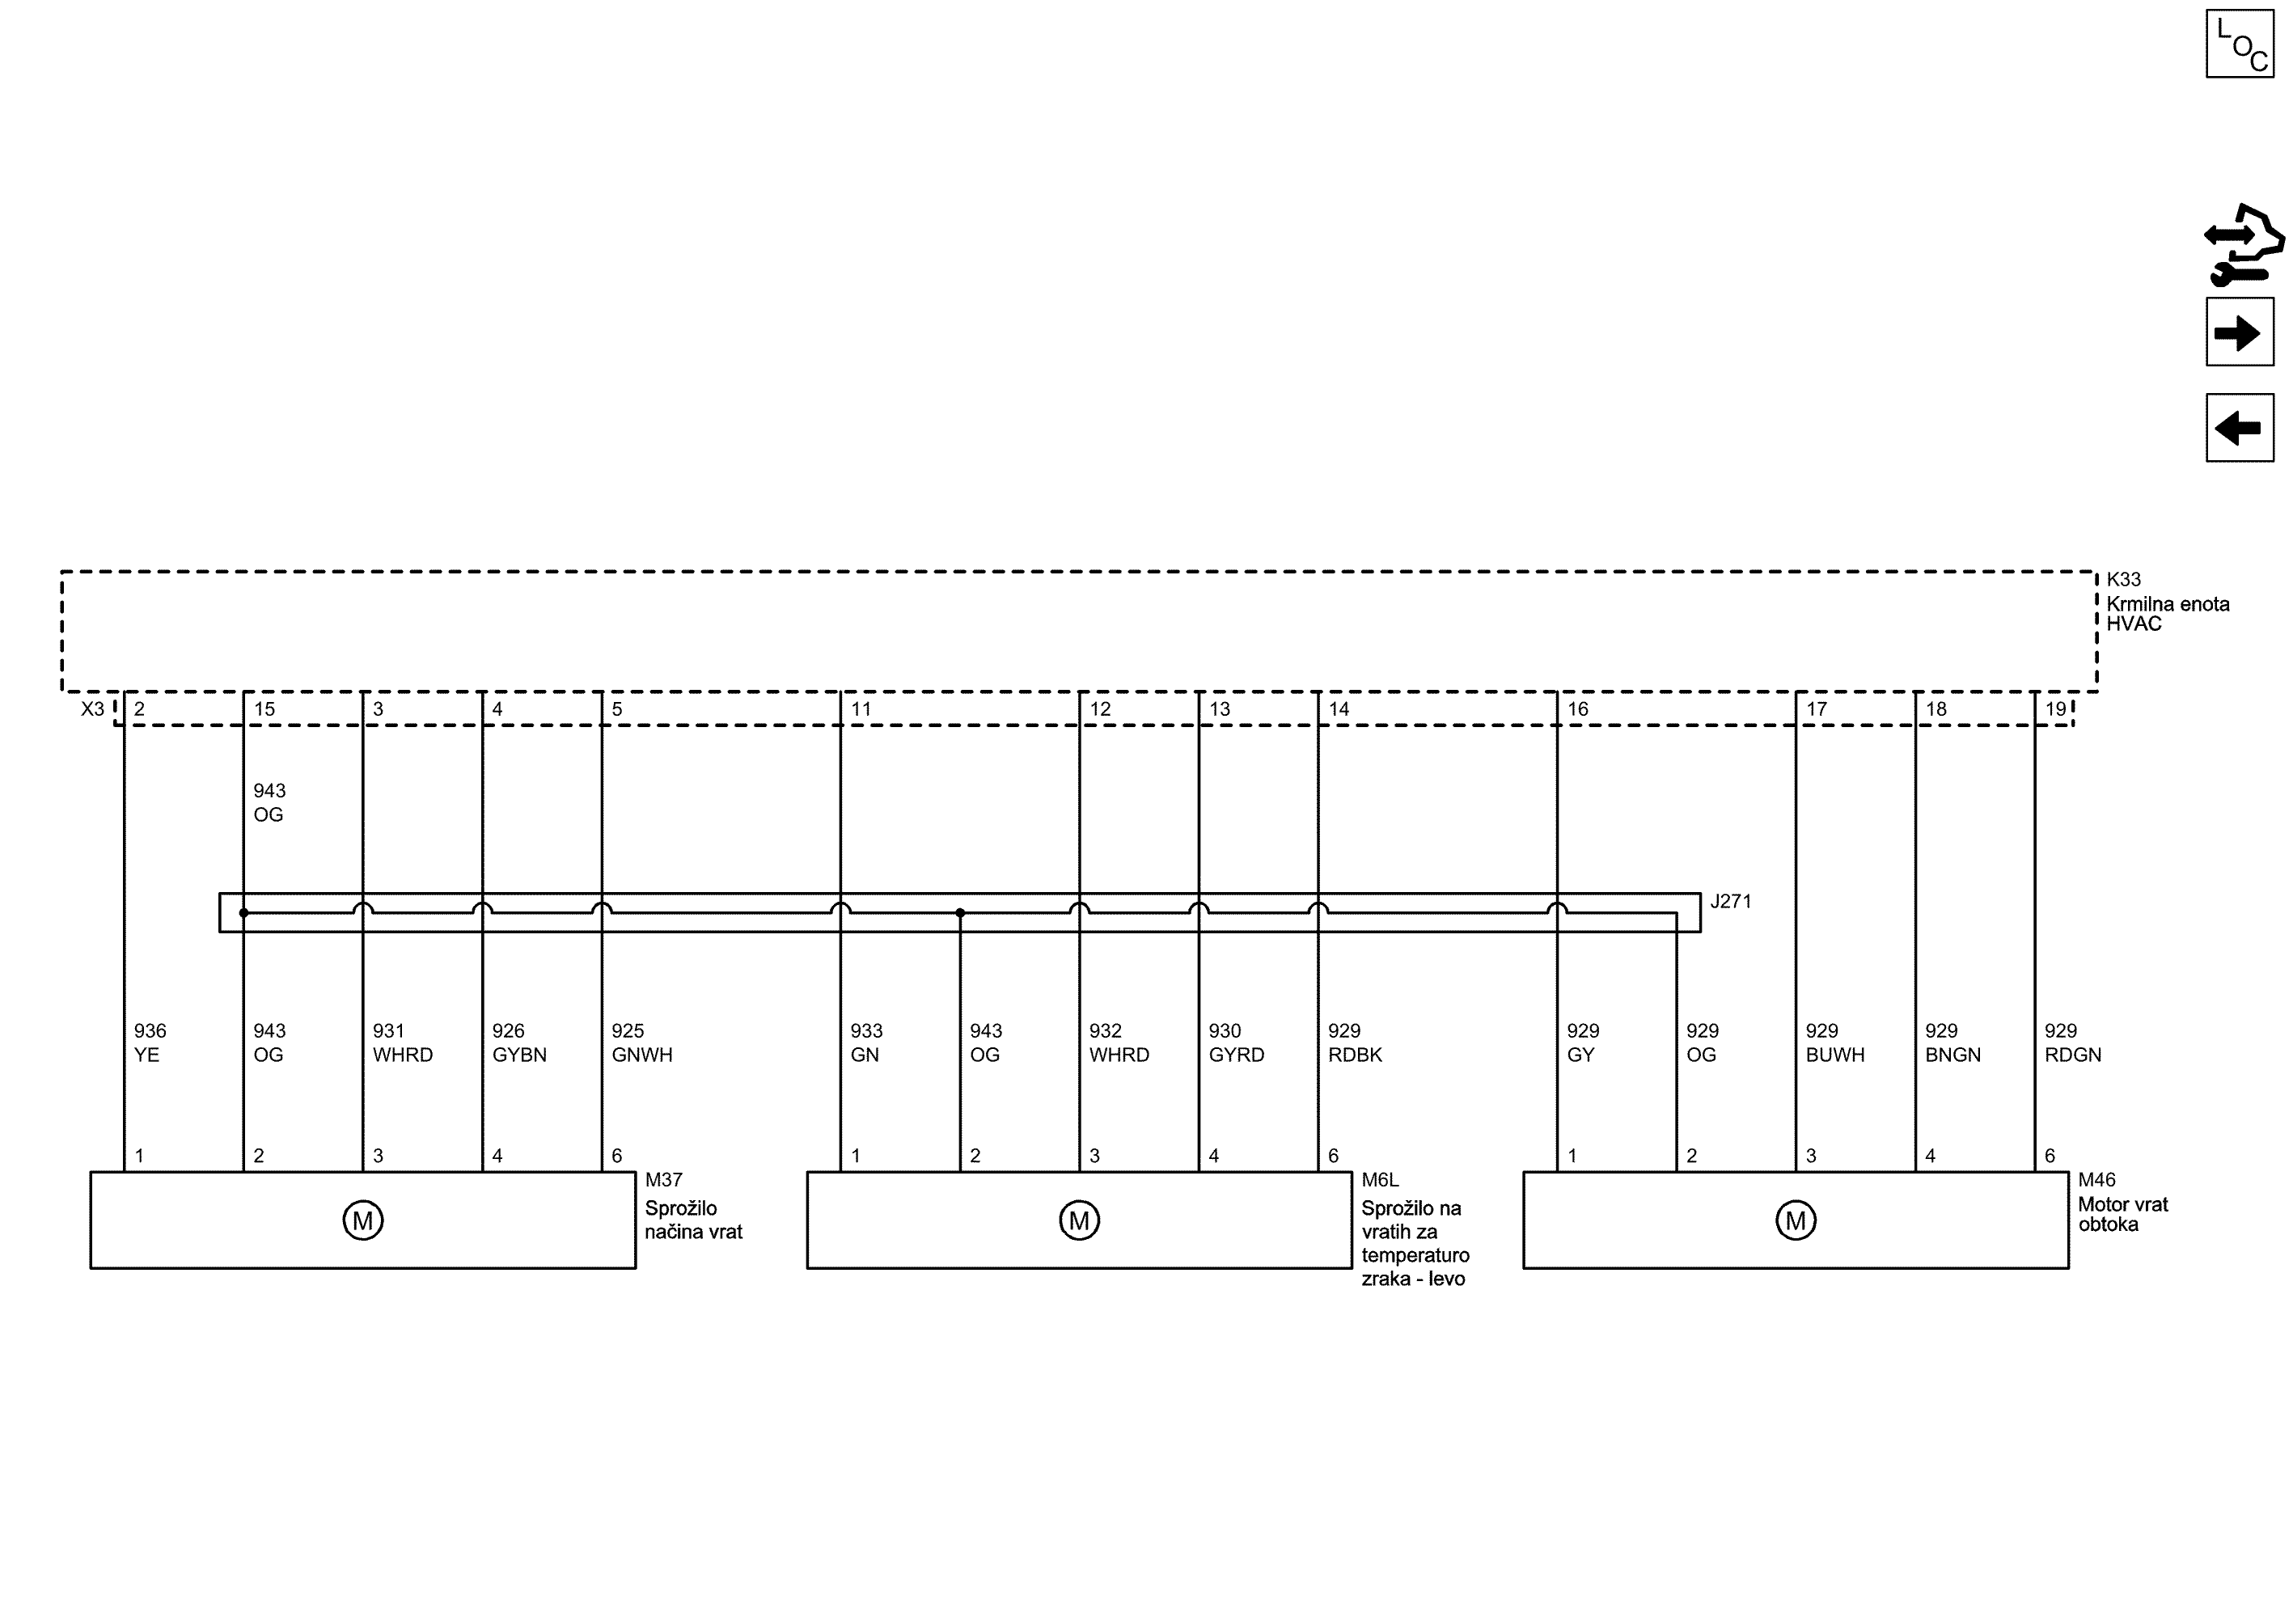 LOC
K33
Krmilna enota
HVAC
X3 2 15 3 4 5 11 12 13 14 16 17 18 19
943
OG
J271
936 943 931 926 925 933 943 932 930 929 929 929 929 929 929
YE OG WHRD GYBN GNWH GN OG WHRD GYRD RDBK GY OG BUWH BNGN RDGN
1 2 3 4 6 1 2 3 4 6 1 2 3 4 6
M37
Sprožilo
načina vrat
M
M6L
Sprožilo na
vratih za
temperaturo
zraka - levo
M
M46
Motor vrat
obtoka
M